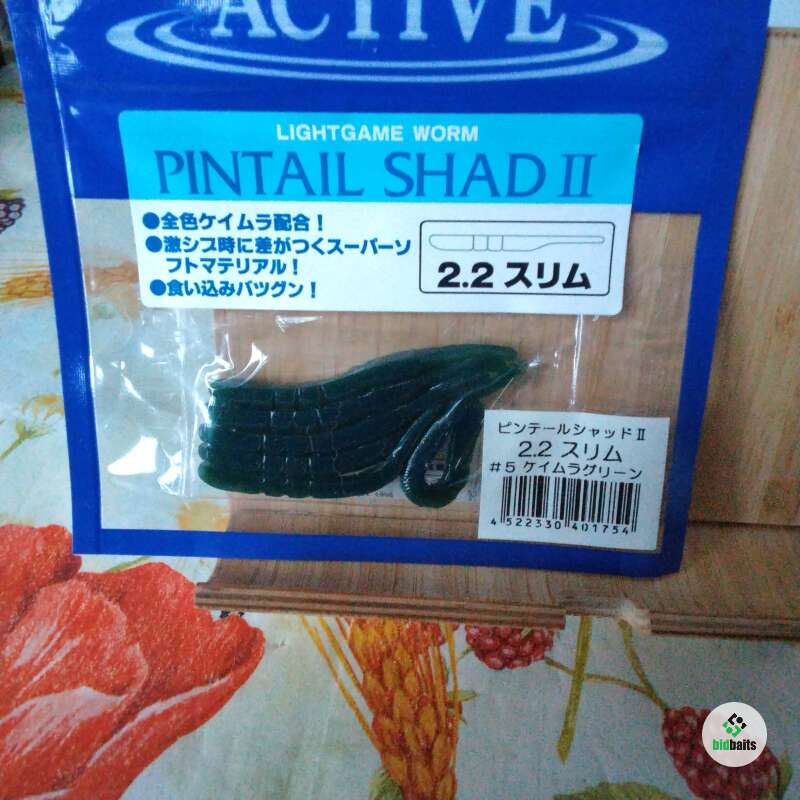 ACTIVE
LIGHTGAME WORM
PINTAIL SHAD II
●全色ケイムラ配合！
●激シブ時に差がつくスーパーソ
フトマテリアル！
●食い込みバツグン！
2.2 スリム
ピンテールシャッドⅡ
2.2 スリム
#5 ケイムラグリーン
4 522330 401754
bidbaits